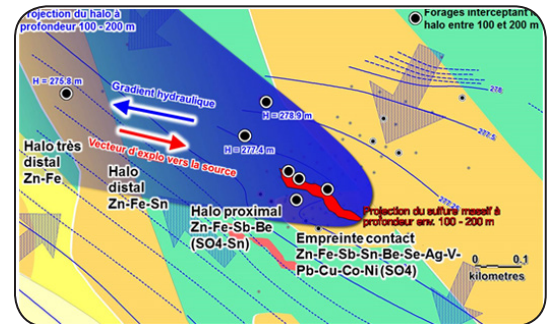 Projection du halo à
profondeur 100 - 200 m
Forages interceptant
halo entre 100 et 200 m
H = 275.8 m
Gradient hydraulique
H = 278.9 m
278.
Vecteur d'explo vers la source
H = 277.4 m
277.5
Halo très
distal
Zn-Fe
Halo
distal
Zn-Fe-Sn
Halo proximal
Zn-Fe-Sb-Be
(SO4-Sn)
Projection du sulfure massif à
profondeur env. 100 - 200 m
Empreinte contact
Zn-Fe-Sb-Sn-Be-Se-Ag-V-
Pb-Cu-Co-Ni (SO4)
0 0.1
kilometres